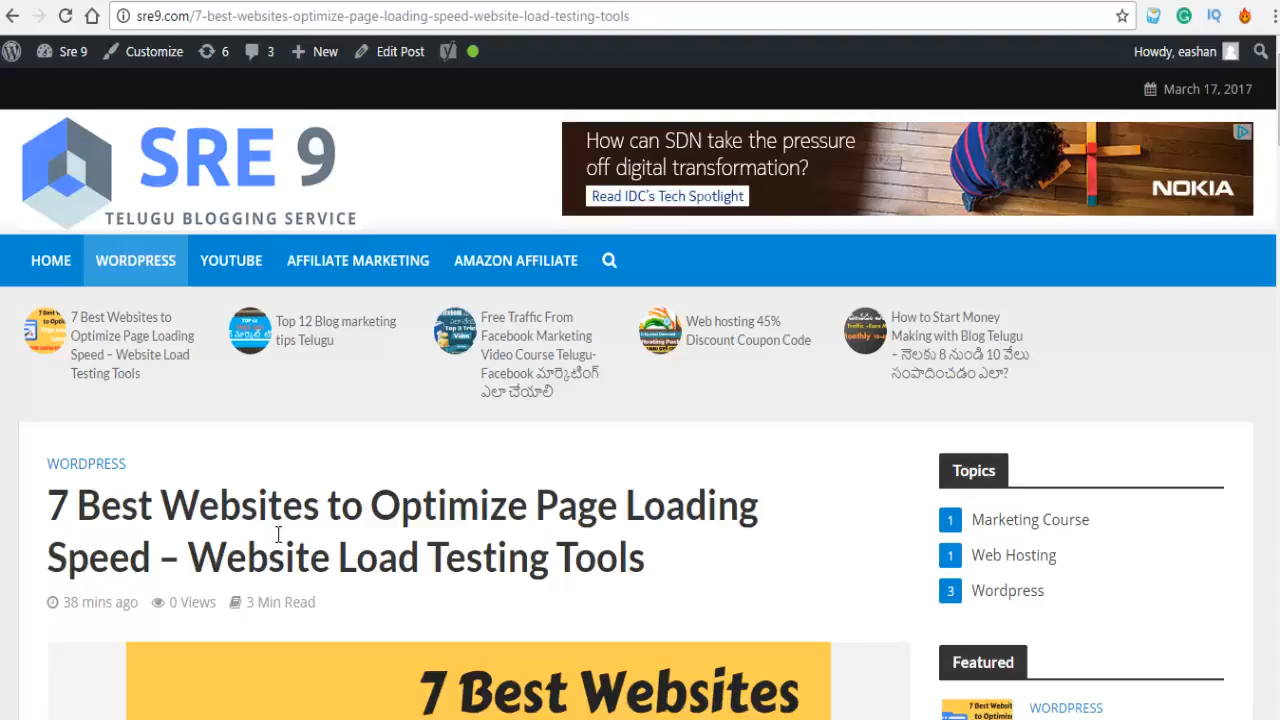 sre9.com/7-best-websites-optimize-page-loading-speed-website-load-testing-tools
Sre 9 Customize 6 3 New Edit Post Howdy, eashan
March 17, 2017
SRE 9
TELUGU BLOGGING SERVICE
How can SDN take the pressure
off digital transformation?
Read IDC's Tech Spotlight
NOKIA
HOME WORDPRESS YOUTUBE AFFILIATE MARKETING AMAZON AFFILIATE
7 Best Websites to
Optimize Page Loading
Speed – Website Load
Testing Tools
Top 12 Blog marketing
tips Telugu
Free Traffic From
Facebook Marketing
Video Course Telugu-
Facebook మార్కెటింగ్
ఎలా చేయాలి
Web hosting 45%
Discount Coupon Code
How to Start Money
Making with Blog Telugu
– నెలకు 8 నుండి 10 వేలు
సంపాదించడం ఎలా?
WORDPRESS
7 Best Websites to Optimize Page Loading
Speed – Website Load Testing Tools
38 mins ago 0 Views 3 Min Read
7 Best Websites
Topics
1 Marketing Course
1 Web Hosting
3 Wordpress
Featured
7 Best Websit
WORDPRESS